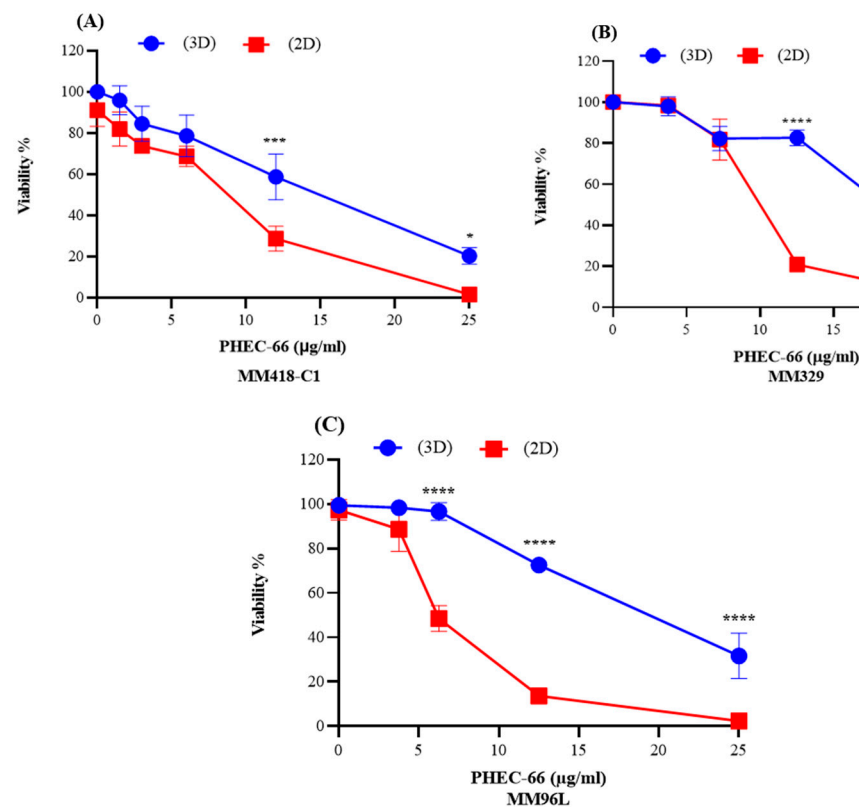 (A)
(3D) (2D)
120
100
80
60
40
20
0
Viability %
***
*
0 5 10 15 20 25
PHEC-66 (µg/ml)
MM418-C1
(B)
(3D) (2D)
120
100
80
60
40
20
0
Viability %
****
0 5 10 15
PHEC-66 (µg/ml)
MM329
(C)
(3D) (2D)
120
100
80
60
40
20
0
Viability %
****
****
****
0 5 10 15 20 25
PHEC-66 (µg/ml)
MM96L